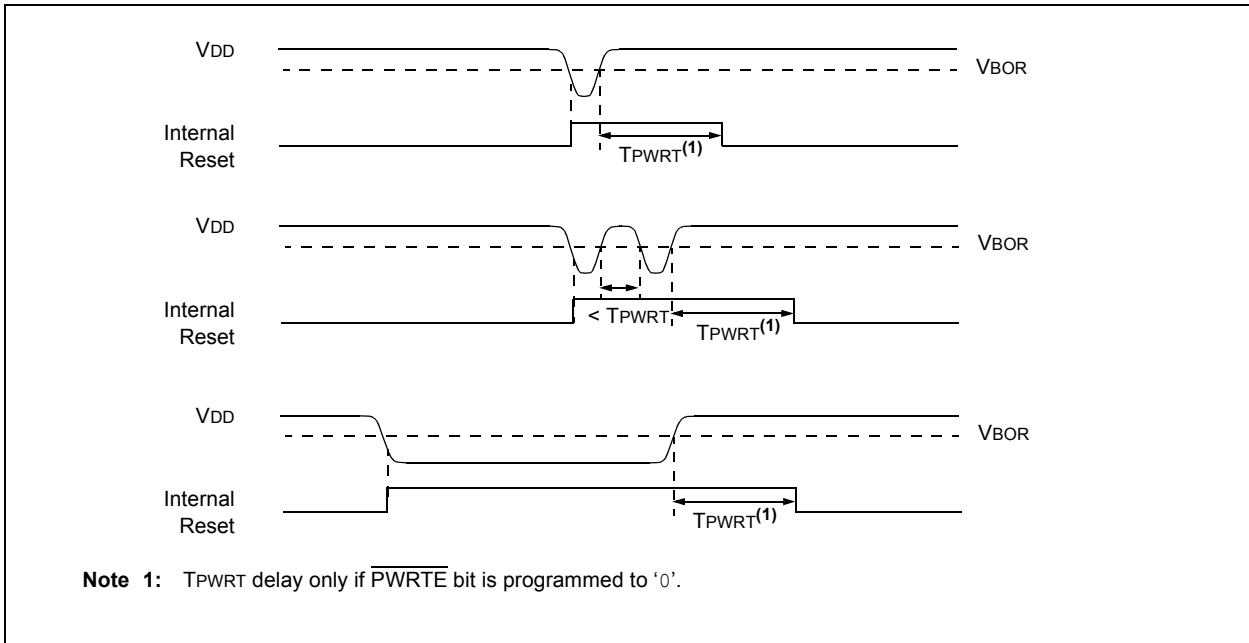 VDD
VBOR
Internal
Reset
TPWRT(1)
VDD
VBOR
Internal
Reset
< TPWRT
TPWRT(1)
VDD
VBOR
Internal
Reset
TPWRT(1)
Note 1: TPWRT delay only if PWRTE bit is programmed to ‘0’.